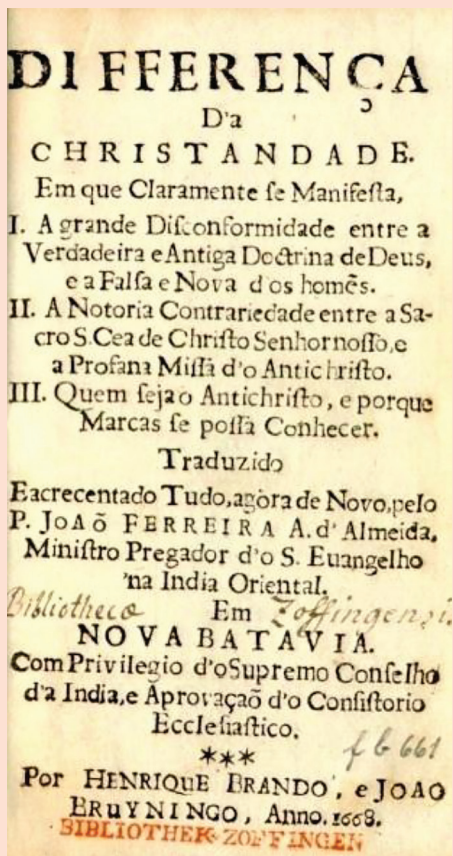 DIFFERENÇA
D'a
CHRISTANDADE.
Em que Claramente ſe Manifeſta,
I. A grande Diſconformidade entre a
Verdadeira e Antiga Doctrina de Deus,
e a Falſa e Nova d'os homẽs.
II. A Notoria Contrariedade entre a Sa-
cro S. Cea de Chriſto Senhor noſſo, e
a Profana Miſſa d'o Antichriſto.
III. Quem ſeja o Antichriſto, e porque
Marcas ſe poſſa Conhecer.
Traduzido
E acrecentado Tudo, agòra de Novo, pelo
P. JOAÕ FERREIRA A. d'Almeida,
Miniſtro Pregador d'o S. Euangelho
'na India Oriental.
Bibliotheca Em Zoffingensis.
NOVA BATAVIA.
Com Privilegio d'o Supremo Conſelho
d'a India, e Aprovaçaõ d'o Conſiſtorio
Eccleſiaſtico.
***
f b 661
Por HENRIQUE BRANDO, e JOAO
BRUYNINGO, Anno. 1668.
BIBLIOTHEK ZOFFINGEN